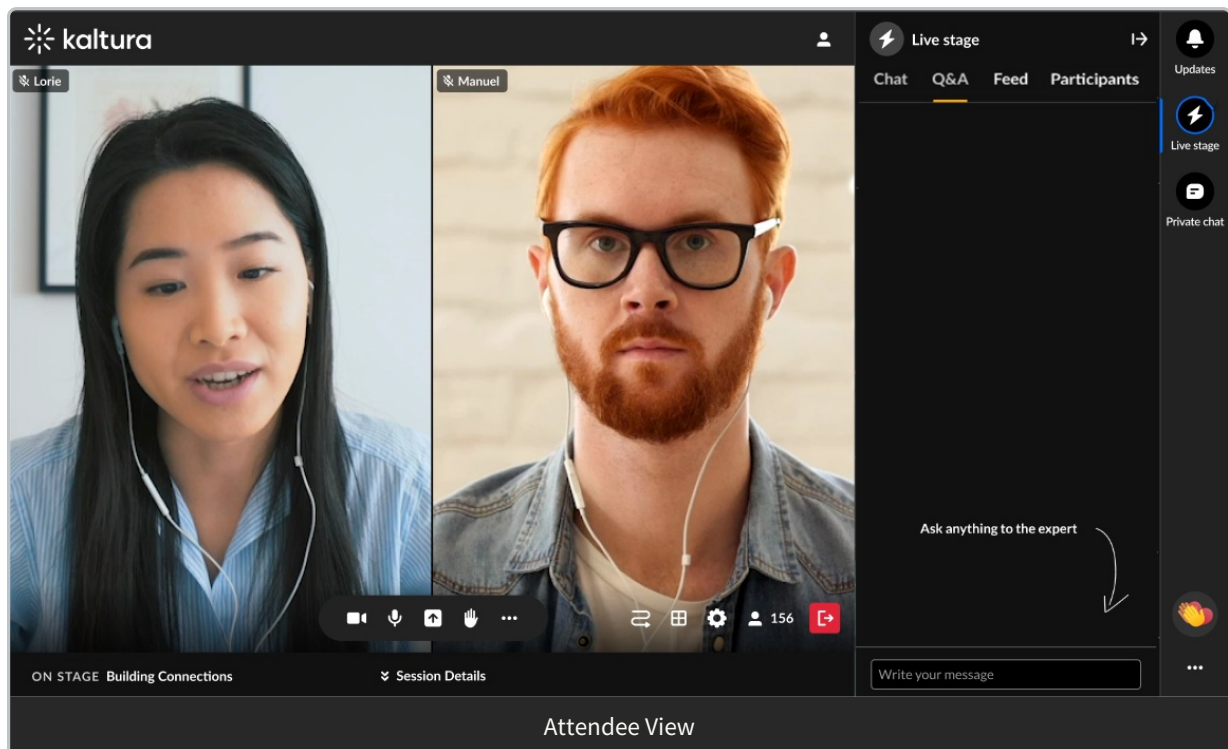 kaltura
Lorie
Manuel
156
ON STAGE Building Connections
Session Details
Live stage
Chat Q&A Feed Participants
Ask anything to the expert
Write your message
Updates
Live stage
Private chat
Attendee View